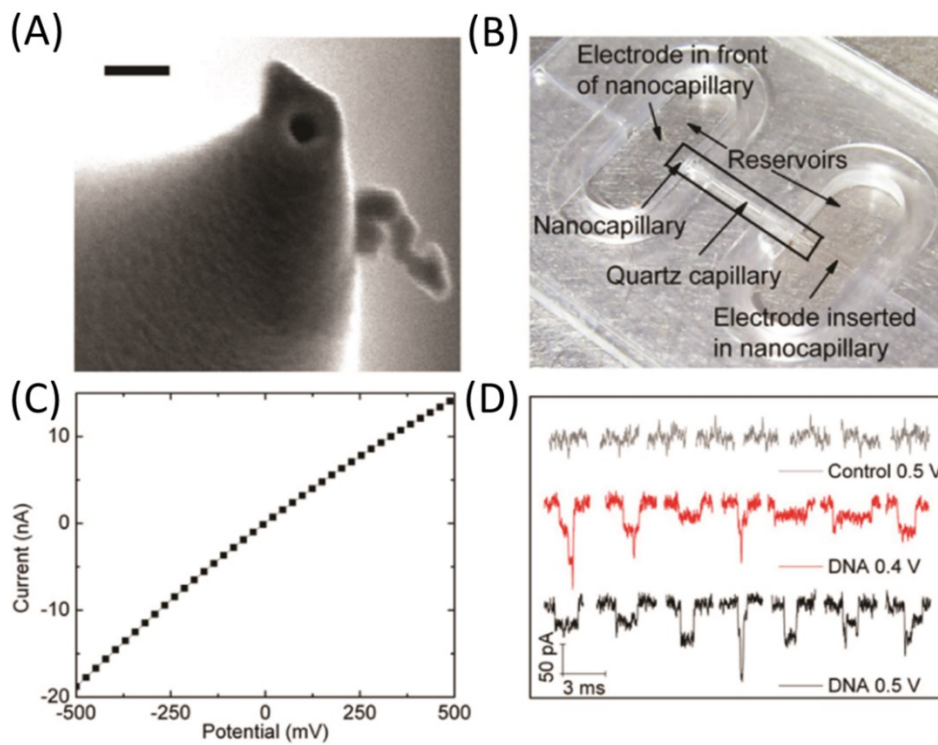 (A)
(B)
Electrode in front
of nanocapillary
Reservoirs
Nanocapillary
Quartz capillary
Electrode inserted
in nanocapillary
(C)
10
0
-10
-20
Current (nA)
-500
-250
0
250
500
Potential (mV)
(D)
Control 0.5 V
DNA 0.4 V
50 pA
3 ms
DNA 0.5 V